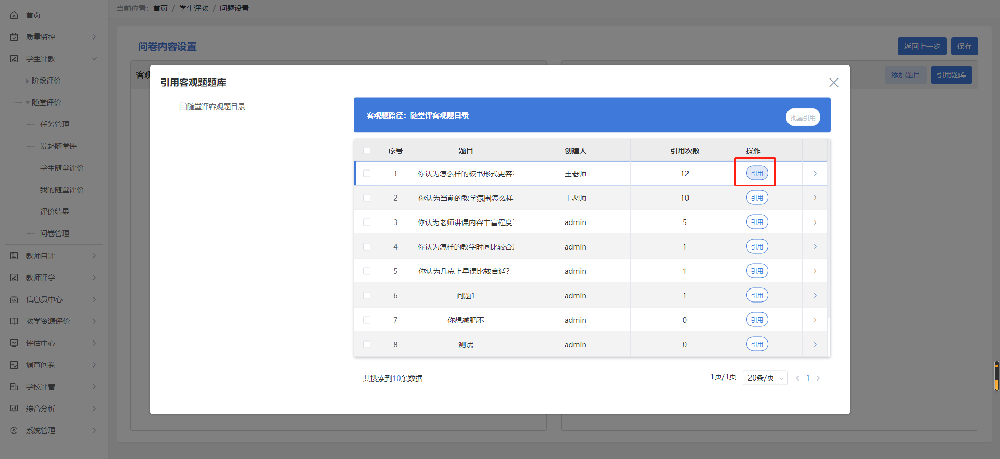 当前位置：首页 / 学生评教 / 问题设置
首页
质量监控
学生评教
阶段评价
随堂评价
任务管理
发起随堂评
学生随堂评价
我的随堂评价
评价结果
问卷管理
教师自评
教师评学
信息员中心
教学资源评价
评估中心
调查问卷
学校评管
综合分析
系统管理
问卷内容设置
返回上一步 保存
客观
添加题目 引用题库
引用客观题题库
随堂评客观题目录
客观题路径：随堂评客观题目录
批量引用
序号 题目 创建人 引用次数 操作
1 你认为怎么样的板书形式更容 王老师 12 引用
2 你认为当前的教学氛围怎么样 王老师 10 引用
3 你认为老师讲课内容丰富程度? admin 5 引用
4 你认为怎样的教学时间比较合 admin 1 引用
5 你认为几点上早课比较合适? admin 1 引用
6 问题1 admin 1 引用
7 你想减肥不 admin 0 引用
8 测试 admin 0 引用
共搜索到10条数据
1页/1页 20条/页 1